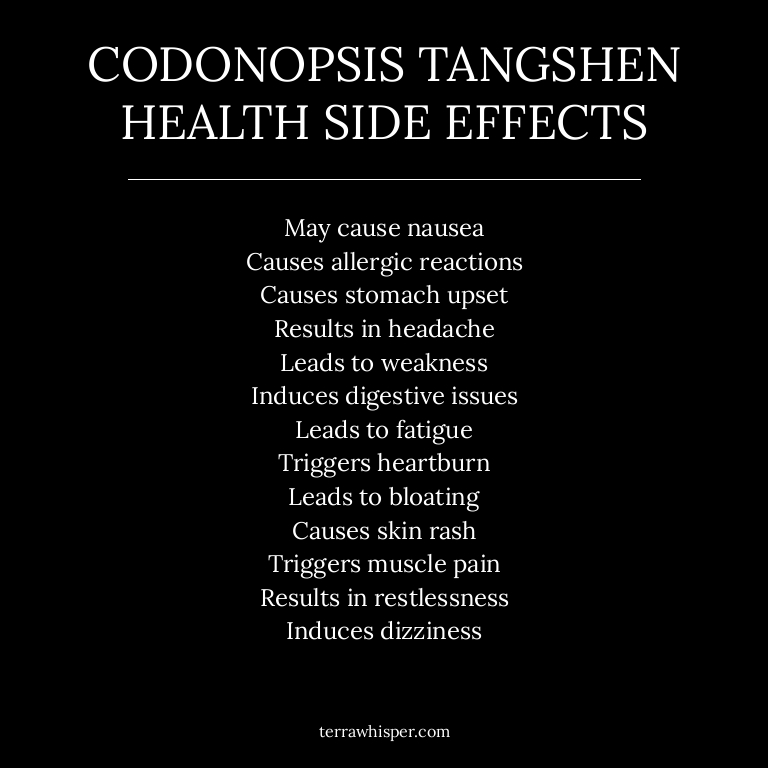 CODONOPSIS TANGSHEN
HEALTH SIDE EFFECTS
May cause nausea
Causes allergic reactions
Causes stomach upset
Results in headache
Leads to weakness
Induces digestive issues
Leads to fatigue
Triggers heartburn
Leads to bloating
Causes skin rash
Triggers muscle pain
Results in restlessness
Induces dizziness
terrawhisper.com